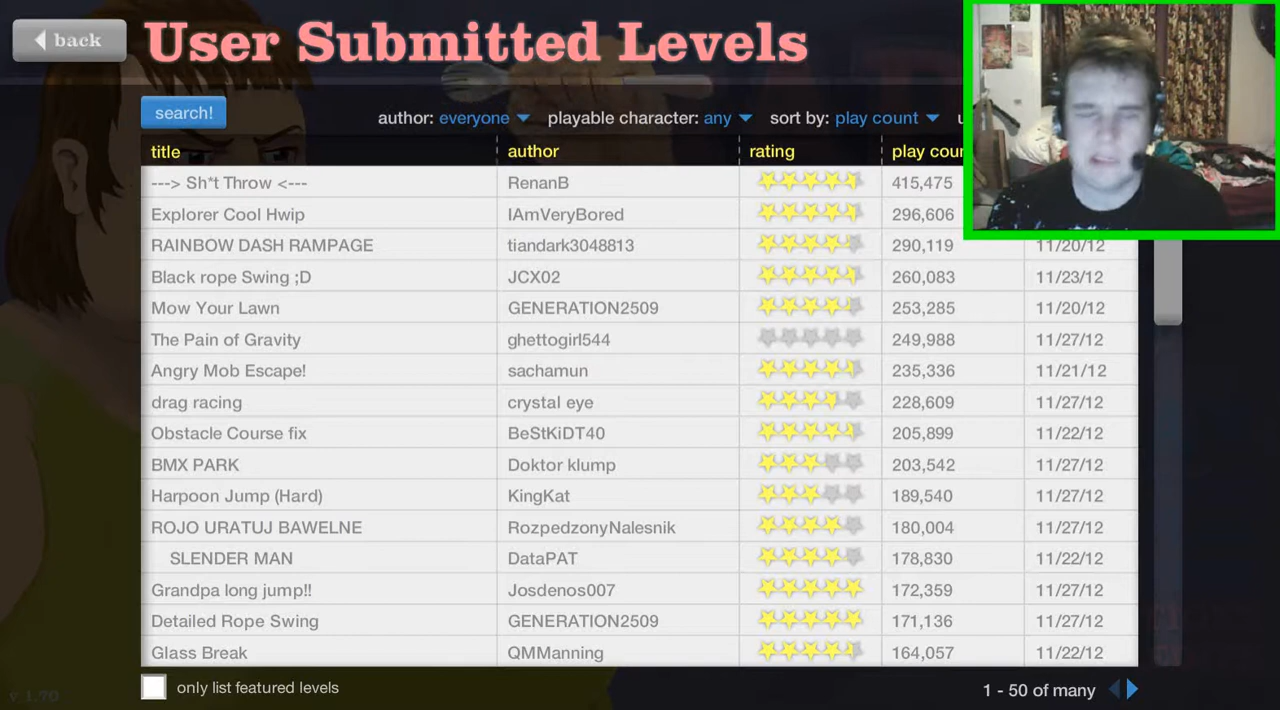 back
User Submitted Levels
search!
author: everyone playable character: any sort by: play count u
title author rating play coun
---> Sh*t Throw <--- RenanB 415,475
Explorer Cool Hwip IAmVeryBored 296,606
RAINBOW DASH RAMPAGE tiandark3048813 290,119 11/20/12
Black rope Swing ;D JCX02 260,083 11/23/12
Mow Your Lawn GENERATION2509 253,285 11/20/12
The Pain of Gravity ghettogirl544 249,988 11/27/12
Angry Mob Escape! sachamun 235,336 11/21/12
drag racing crystal eye 228,609 11/27/12
Obstacle Course fix BeStKiDT40 205,899 11/22/12
BMX PARK Doktor klump 203,542 11/27/12
Harpoon Jump (Hard) KingKat 189,540 11/27/12
ROJO URATUJ BAWELNE RozpedzonyNalesnik 180,004 11/27/12
SLENDER MAN DataPAT 178,830 11/22/12
Grandpa long jump!! Josdenos007 172,359 11/27/12
Detailed Rope Swing GENERATION2509 171,136 11/27/12
Glass Break QMManning 164,057 11/22/12
only list featured levels
1 - 50 of many
v 1.70